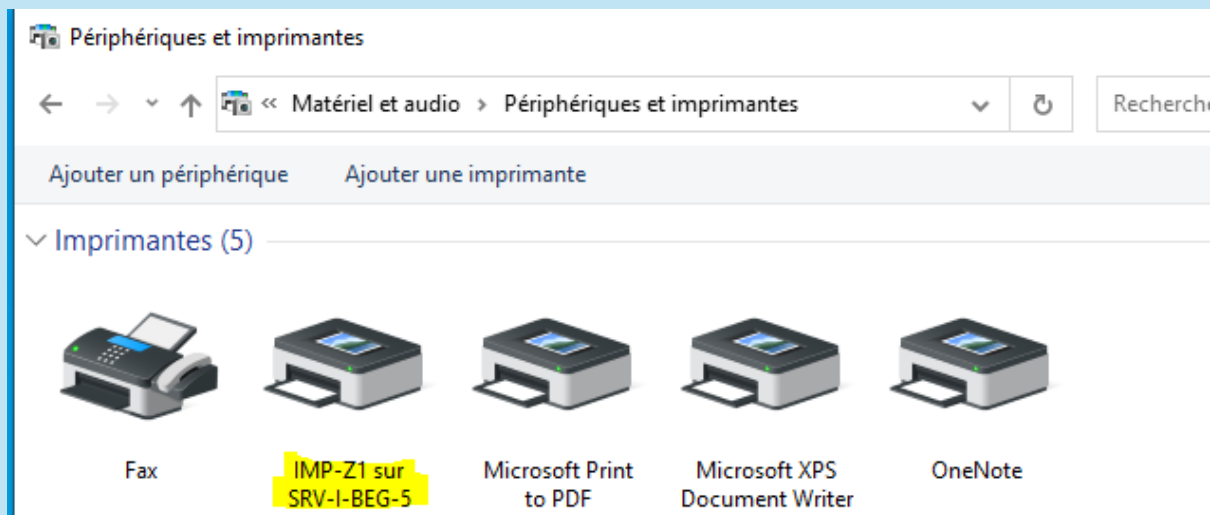 Périphériques et imprimantes
« Matériel et audio › Périphériques et imprimantes
Recherche
Ajouter un périphérique Ajouter une imprimante
Imprimantes (5)
Fax
IMP-Z1 sur
SRV-I-BEG-5
Microsoft Print
to PDF
Microsoft XPS
Document Writer
OneNote